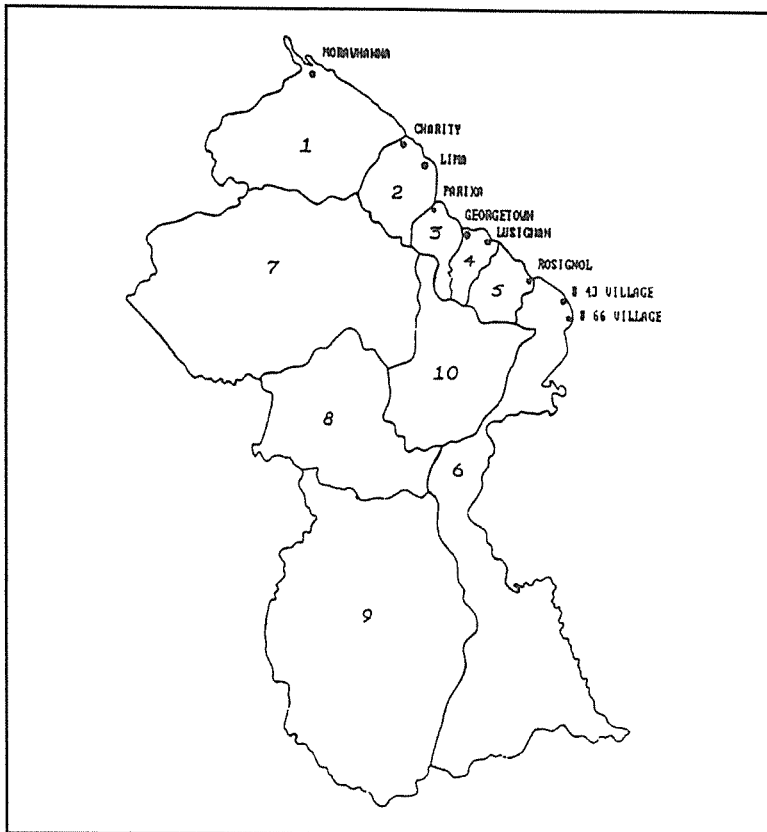 MORAWHANNA
1
CHARITY
LIMA
2
PARIKA
GEORGETOWN
3
LUSIGNAN
4
7
ROSIGNOL
5
# 43 VILLAGE
# 66 VILLAGE
10
8
6
9